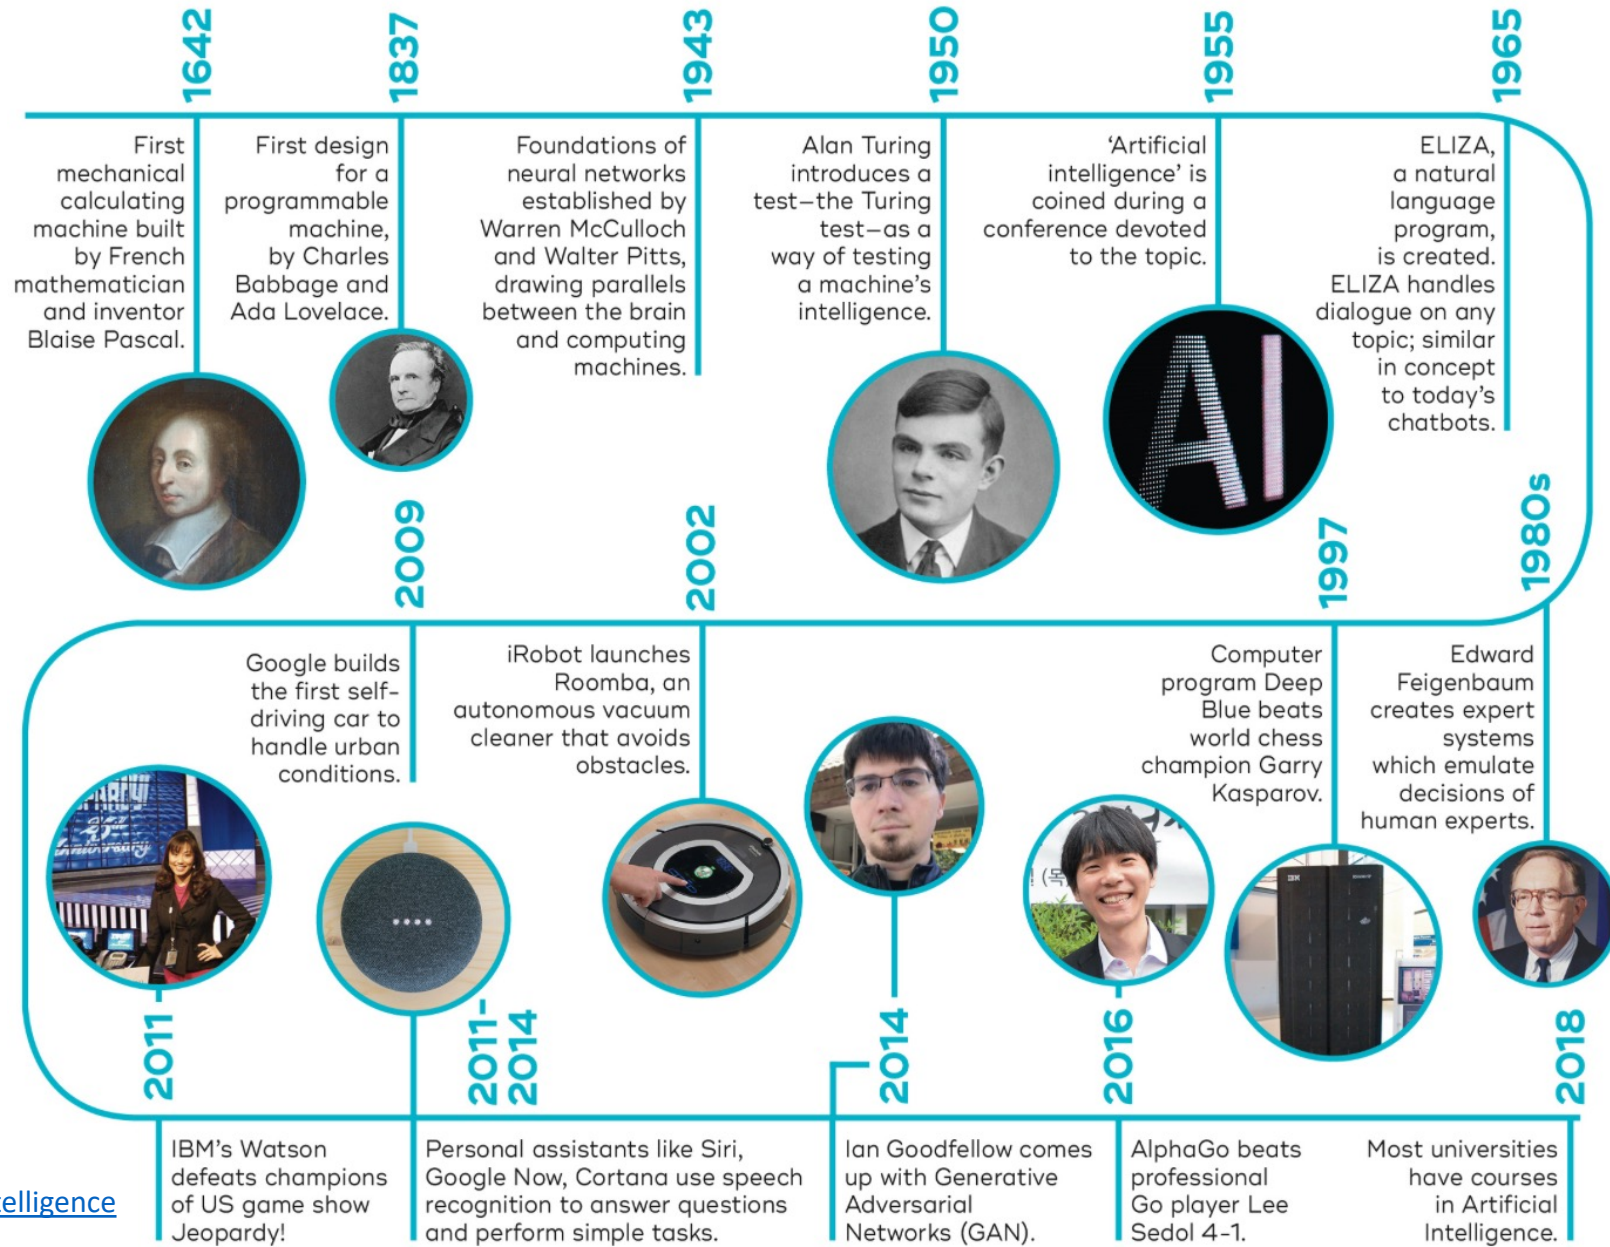 1642
First
mechanical
calculating
machine built
by French
mathematician
and inventor
Blaise Pascal.
1837
First design
for a
programmable
machine,
by Charles
Babbage and
Ada Lovelace.
1943
Foundations of
neural networks
established by
Warren McCulloch
and Walter Pitts,
drawing parallels
between the brain
and computing
machines.
1950
Alan Turing
introduces a
test—the Turing
test—as a
way of testing
a machine's
intelligence.
1955
'Artificial
intelligence' is
coined during a
conference devoted
to the topic.
AI
1965
ELIZA,
a natural
language
program,
is created.
ELIZA handles
dialogue on any
topic; similar
in concept
to today's
chatbots.
1980s
Edward
Feigenbaum
creates expert
systems
which emulate
decisions of
human experts.
1997
Computer
program Deep
Blue beats
world chess
champion Garry
Kasparov.
IBM
2002
iRobot launches
Roomba, an
autonomous vacuum
cleaner that avoids
obstacles.
2009
Google builds
the first self-
driving car to
handle urban
conditions.
25th
Anniversary
2011
IBM's Watson
defeats champions
of US game show
Jeopardy!
2011-
2014
Personal assistants like Siri,
Google Now, Cortana use speech
recognition to answer questions
and perform simple tasks.
2014
Ian Goodfellow comes
up with Generative
Adversarial
Networks (GAN).
2016
AlphaGo beats
professional
Go player Lee
Sedol 4-1.
2018
Most universities
have courses
in Artificial
Intelligence.
telligence